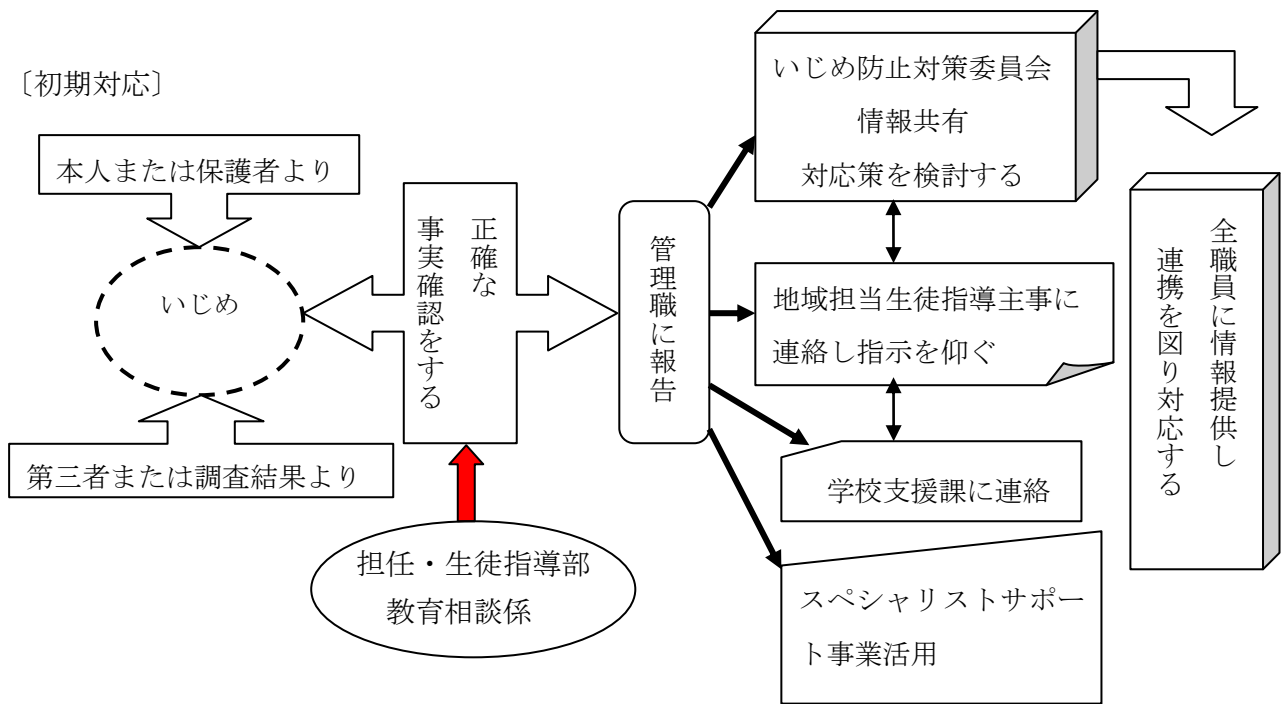 〔初期対応〕
本人または保護者より
いじめ
第三者または調査結果より
正確な
事実確認をする
担任・生徒指導部
教育相談係
管理職に報告
いじめ防止対策委員会
情報共有
対応策を検討する
地域担当生徒指導主事に
連絡し指示を仰ぐ
学校支援課に連絡
スペシャリストサポー
ト事業活用
全職員に情報提供し
連携を図り対応する